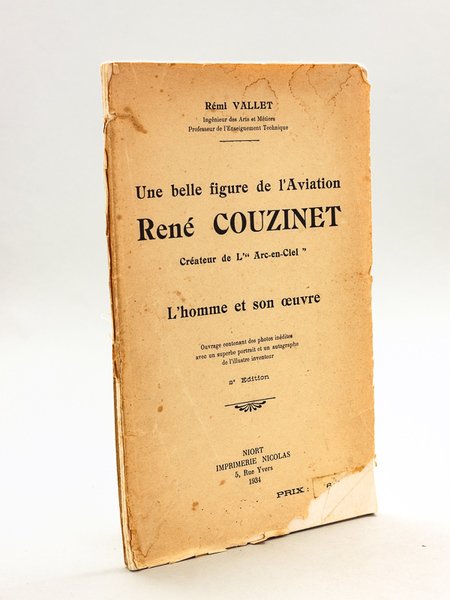 Rémi VALLET
Ingénieur des Arts et Métiers
Professeur de l'Enseignement Technique
Une belle figure de l'Aviation
René COUZINET
Créateur de L'" Arc-en-Ciel "
L'homme et son œuvre
Ouvrage contenant des photos inédites
avec un superbe portrait et un autographe
de l'illustre inventeur
2e Edition
NIORT
IMPRIMERIE NICOLAS
5, Rue Yvers
1934
PRIX :